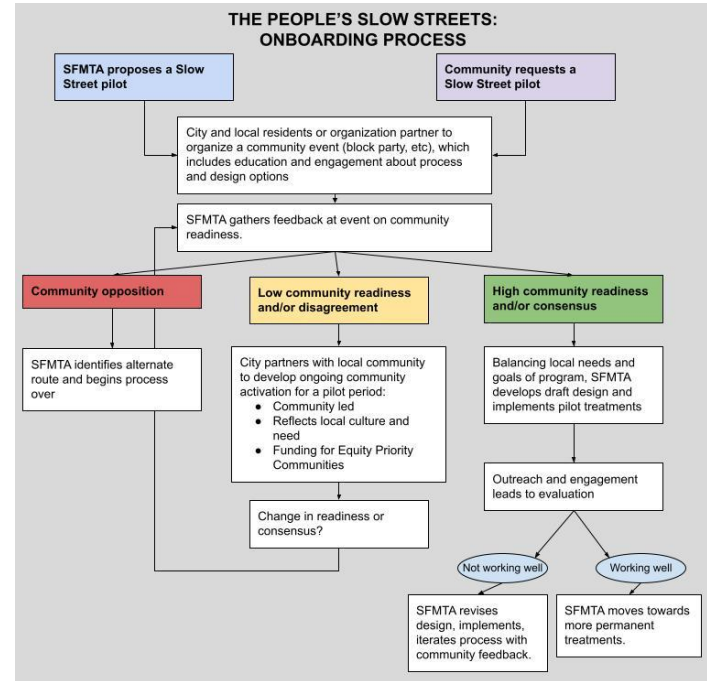 THE PEOPLE'S SLOW STREETS:
ONBOARDING PROCESS
SFMTA proposes a Slow
Street pilot
Community requests a
Slow Street pilot
City and local residents or organization partner to
organize a community event (block party, etc), which
includes education and engagement about process
and design options
SFMTA gathers feedback at event on community
readiness.
Community opposition
Low community readiness
and/or disagreement
High community readiness
and/or consensus
SFMTA identifies alternate
route and begins process
over
City partners with local community
to develop ongoing community
activation for a pilot period:
● Community led
● Reflects local culture and
need
● Funding for Equity Priority
Communities
Balancing local needs and
goals of program, SFMTA
develops draft design and
implements pilot treatments
Change in readiness or
consensus?
Outreach and engagement
leads to evaluation
Not working well
Working well
SFMTA revises
design, implements,
iterates process with
community feedback.
SFMTA moves towards
more permanent
treatments.